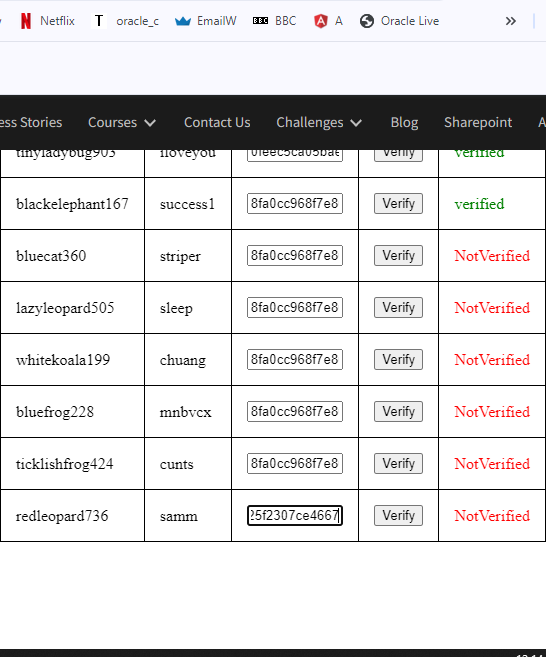 Netflix T oracle_c EmailW BBC BBC A Oracle Live »
ess Stories Courses Contact Us Challenges Blog Sharepoint A
tinyladybug903 iloveyou 0feec5ca05bae Verify verified
blackelephant167 success1 8fa0cc968f7e8 Verify verified
bluecat360 striper 8fa0cc968f7e8 Verify NotVerified
lazyleopard505 sleep 8fa0cc968f7e8 Verify NotVerified
whitekoala199 chuang 8fa0cc968f7e8 Verify NotVerified
bluefrog228 mnbvcx 8fa0cc968f7e8 Verify NotVerified
ticklishfrog424 cunts 8fa0cc968f7e8 Verify NotVerified
redleopard736 samm 25f2307ce4667 Verify NotVerified